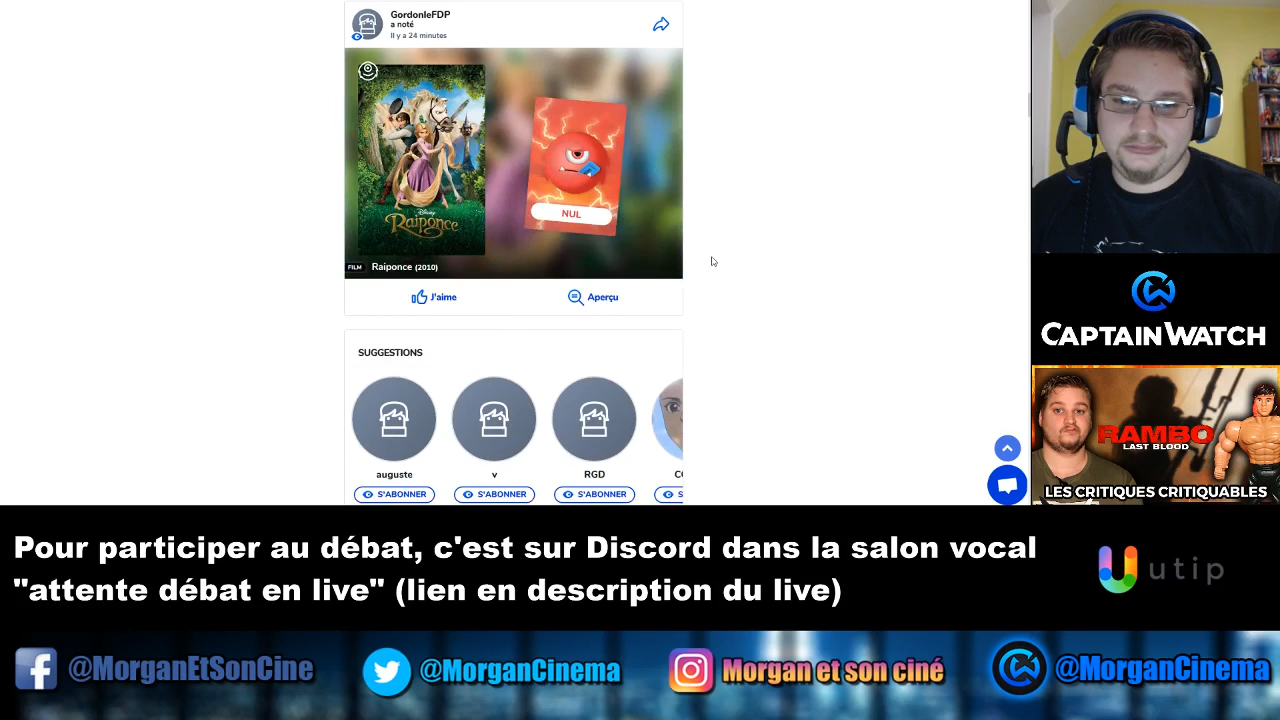 GordonleFDP
a noté
Il y a 24 minutes
Disney
Raiponce
NUL
FILM Raiponce (2010)
J'aime
Aperçu
SUGGESTIONS
auguste
v
RGD
S'ABONNER
S'ABONNER
S'ABONNER
CAPTAINWATCH
RAMBO
LAST BLOOD
LES CRITIQUES CRITIQUABLES
Pour participer au débat, c'est sur Discord dans la salon vocal
"attente débat en live" (lien en description du live)
utip
@MorganEtSonCine
@MorganCinema
Morgan et son ciné
@MorganCinema